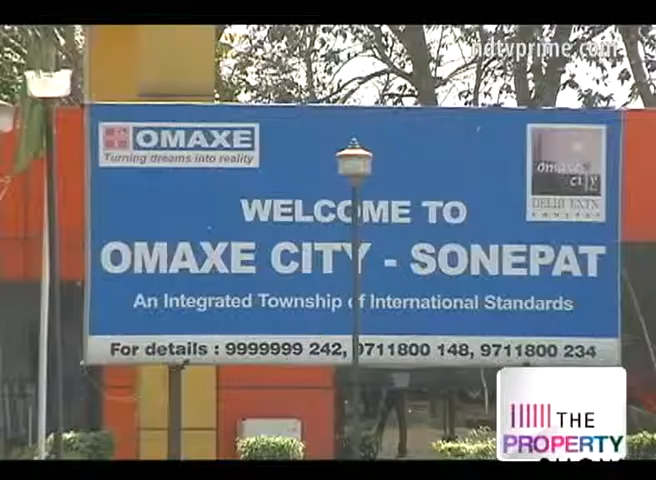 ndtvprime.com
OMAXE
Turning dreams into reality
omaxe
city
DELHI EXTN
SONEPAT
WELCOME TO
OMAXE CITY - SONEPAT
An Integrated Township of International Standards
For details : 9999999 242, 9711800 148, 9711800 234
THE
PROPERTY